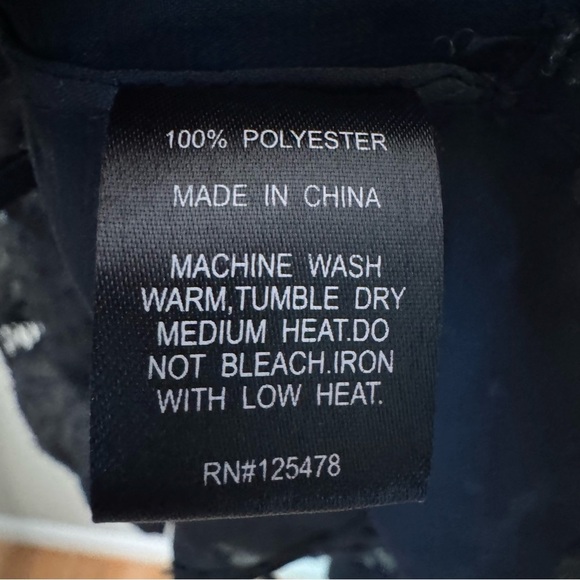 100% POLYESTER
MADE IN CHINA
MACHINE WASH
WARM,TUMBLE DRY
MEDIUM HEAT.DO
NOT BLEACH.IRON
WITH LOW HEAT.
RN#125478